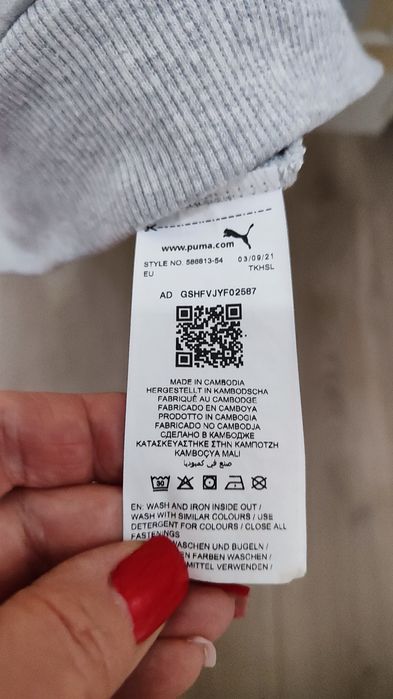 www.puma.com
STYLE NO. 586813-54 03/09/21
EU TKHSL
AD GSHFVJYF02587
MADE IN CAMBODIA
HERGESTELLT IN KAMBODSCHA
FABRIQUÉ AU CAMBODGE
FABRICADO EN CAMBOYA
PRODOTTO IN CAMBOGIA
FABRICADO NO CAMBODJA
СДЕЛАНО В КАМБОДЖЕ
ΚΑΤΑΣΚΕΥΑΣΤΗΚΕ ΣΤΗΝ ΚΑΜΠΟΤΖΗ
KAMBOÇYA MALI
صنع في كمبوديا
30
EN: WASH AND IRON INSIDE OUT /
WASH WITH SIMILAR COLOURS / USE
DETERGENT FOR COLOURS / CLOSE ALL
FASTENINGS
WASCHEN UND BUGELN /
EN FARBEN WASCHEN /
MITTEL VERWENDEN /